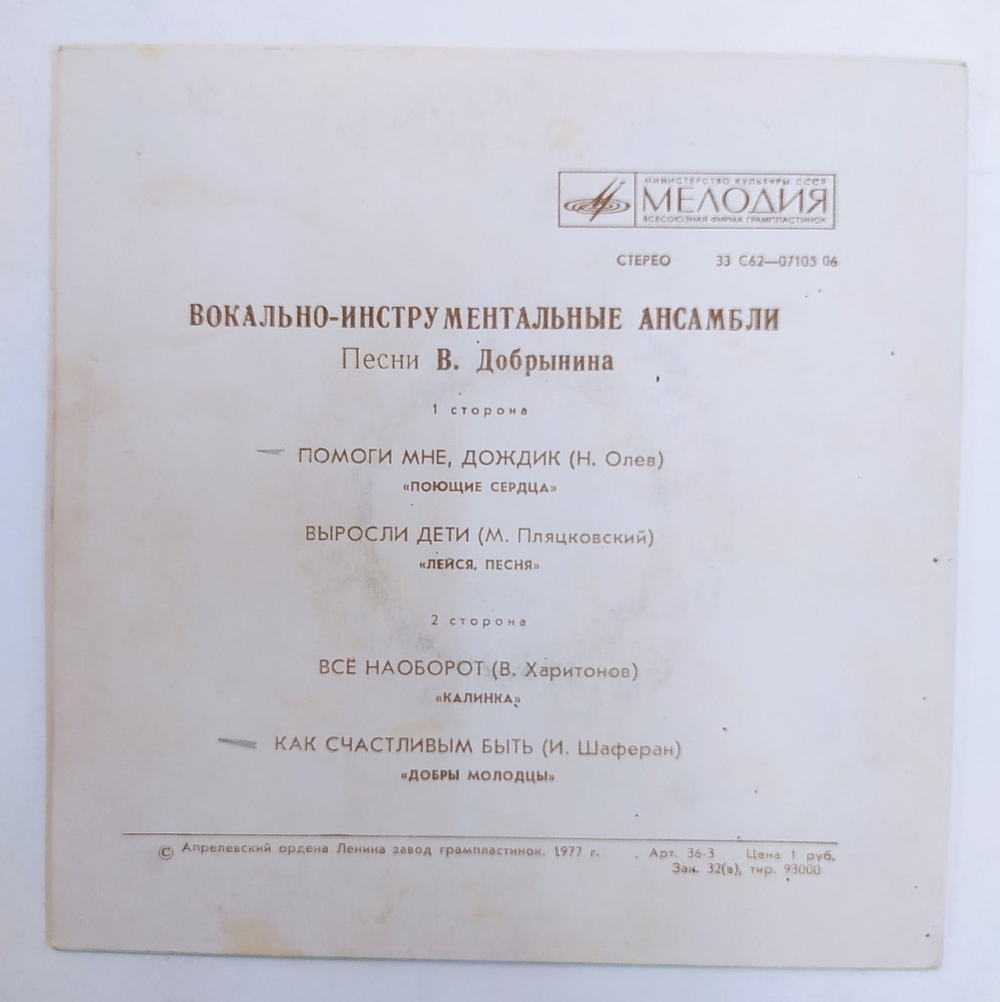 МИНИСТЕРСТВО КУЛЬТУРЫ СССР
МЕЛОДИЯ
ВСЕСОЮЗНАЯ ФИРМА ГРАМПЛАСТИНОК
СТЕРЕО 33 С62—07105 06
ВОКАЛЬНО-ИНСТРУМЕНТАЛЬНЫЕ АНСАМБЛИ
Песни В. Добрынина
1 сторона
ПОМОГИ МНЕ, ДОЖДИК (Н. Олев)
«ПОЮЩИЕ СЕРДЦА»
ВЫРОСЛИ ДЕТИ (М. Пляцковский)
«ЛЕЙСЯ, ПЕСНЯ»
2 сторона
ВСЁ НАОБОРОТ (В. Харитонов)
«КАЛИНКА»
КАК СЧАСТЛИВЫМ БЫТЬ (И. Шаферан)
«ДОБРЫ МОЛОДЦЫ»
© Апрелевский ордена Ленина завод грампластинок. 1977 г. Арт. 36-3 Цена 1 руб.
Зак. 32(в), тир. 93000